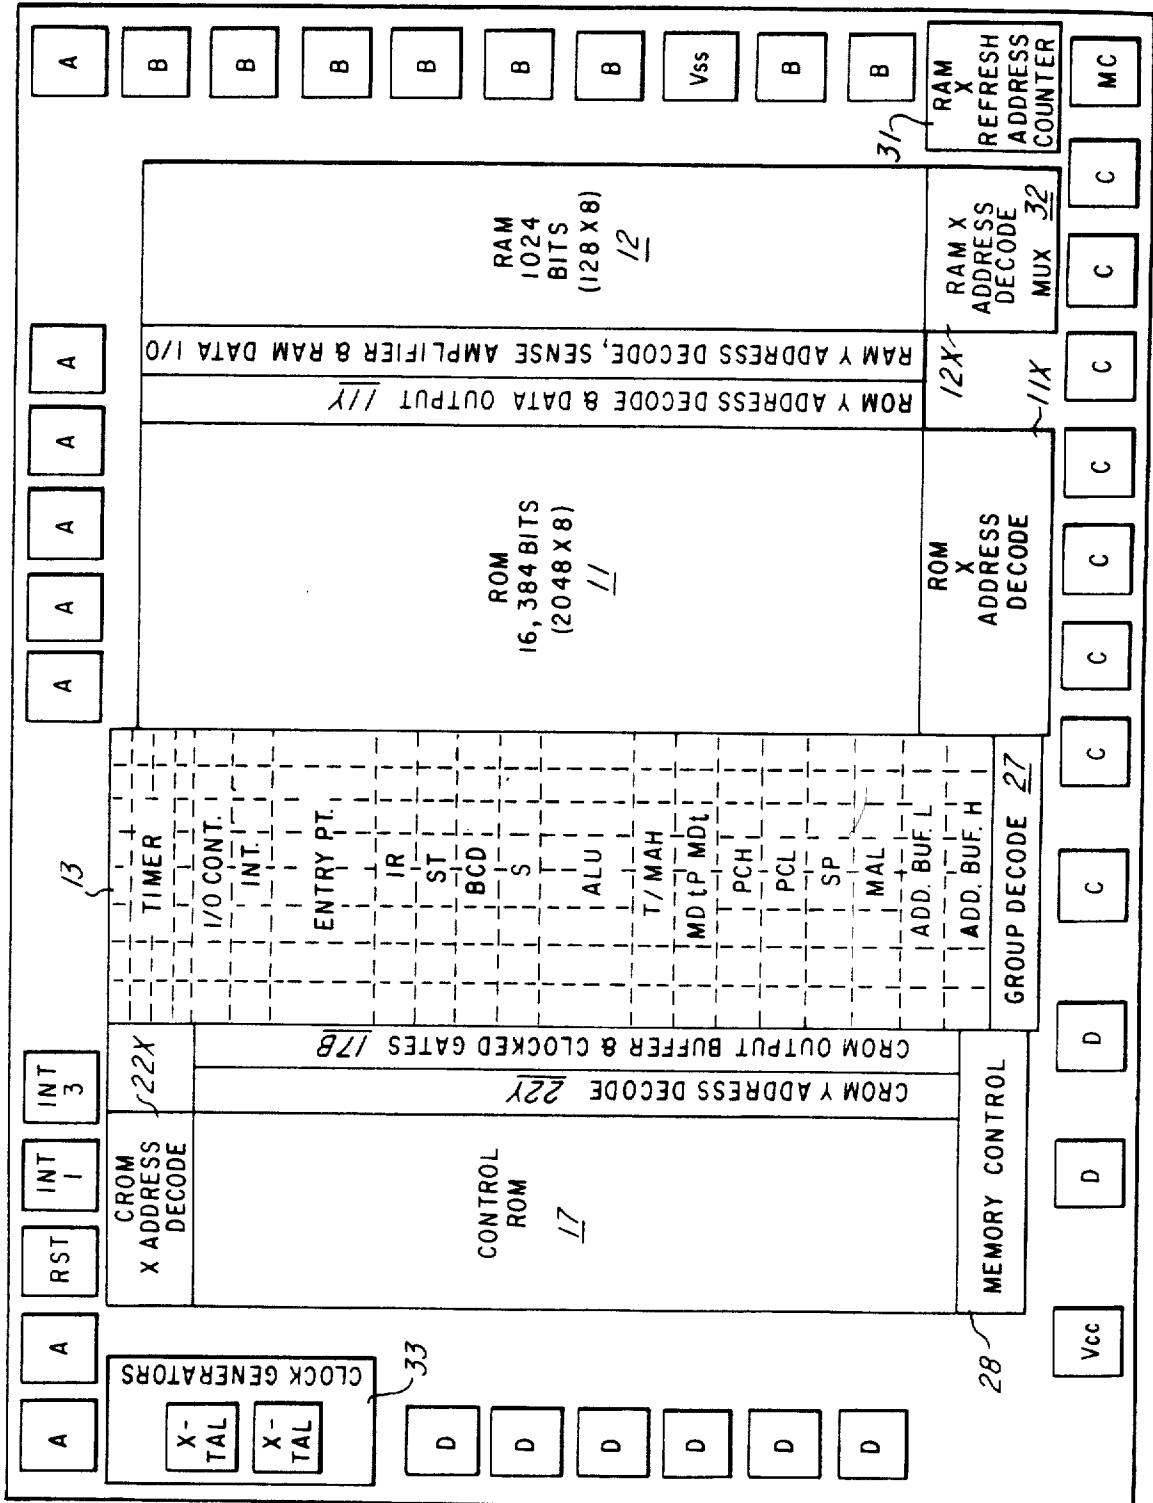 A
A
RST
INT
1
INT
3
A
A
A
A
A
A
CLOCK GENERATORS
X-
TAL
X-
TAL
33
D
D
D
D
D
D
CROM
X ADDRESS
DECODE
22X
CONTROL
ROM
17
CROM Y ADDRESS DECODE 22Y
CROM OUTPUT BUFFER & CLOCKED GATES 17B
MEMORY CONTROL
28
13
TIMER
I/O CONT.
INT.
ENTRY PT.
IR
ST
BCD
S
ALU
T/MAH
MDtP MDt
PCH
PCL
SP
MAL
ADD. BUF. L
ADD. BUF. H
GROUP DECODE 27
ROM
16,384 BITS
(2048 X 8)
11
ROM
X
ADDRESS
DECODE
11X
ROM Y ADDRESS DECODE & DATA OUTPUT 11Y
RAM Y ADDRESS DECODE, SENSE AMPLIFIER & RAM DATA I/O
RAM
1024
BITS
(128 X 8)
12
12X
RAM X
ADDRESS
DECODE
MUX 32
31
RAM
X
REFRESH
ADDRESS
COUNTER
B
B
B
B
B
B
Vss
B
B
Vcc
D
D
C
C
C
C
C
C
C
C
MC